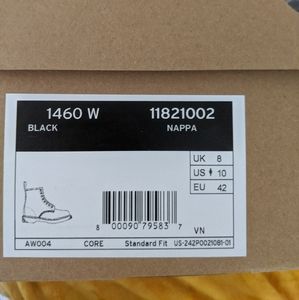 1460 W 11821002
BLACK NAPPA
UK 8
US 10
EU 42
8 00090 79583 7
VN
AW004 CORE Standard Fit US-242P0021081-01